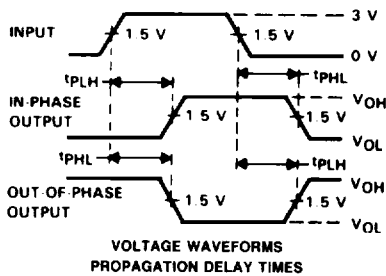 3 V
INPUT 1.5 V 1.5 V
0 V
tPLH tPHL
IN-PHASE OUTPUT 1.5 V 1.5 V
VOH
VOL
tPHL tPLH
OUT-OF-PHASE OUTPUT 1.5 V 1.5 V
VOH
VOL
VOLTAGE WAVEFORMS
PROPAGATION DELAY TIMES